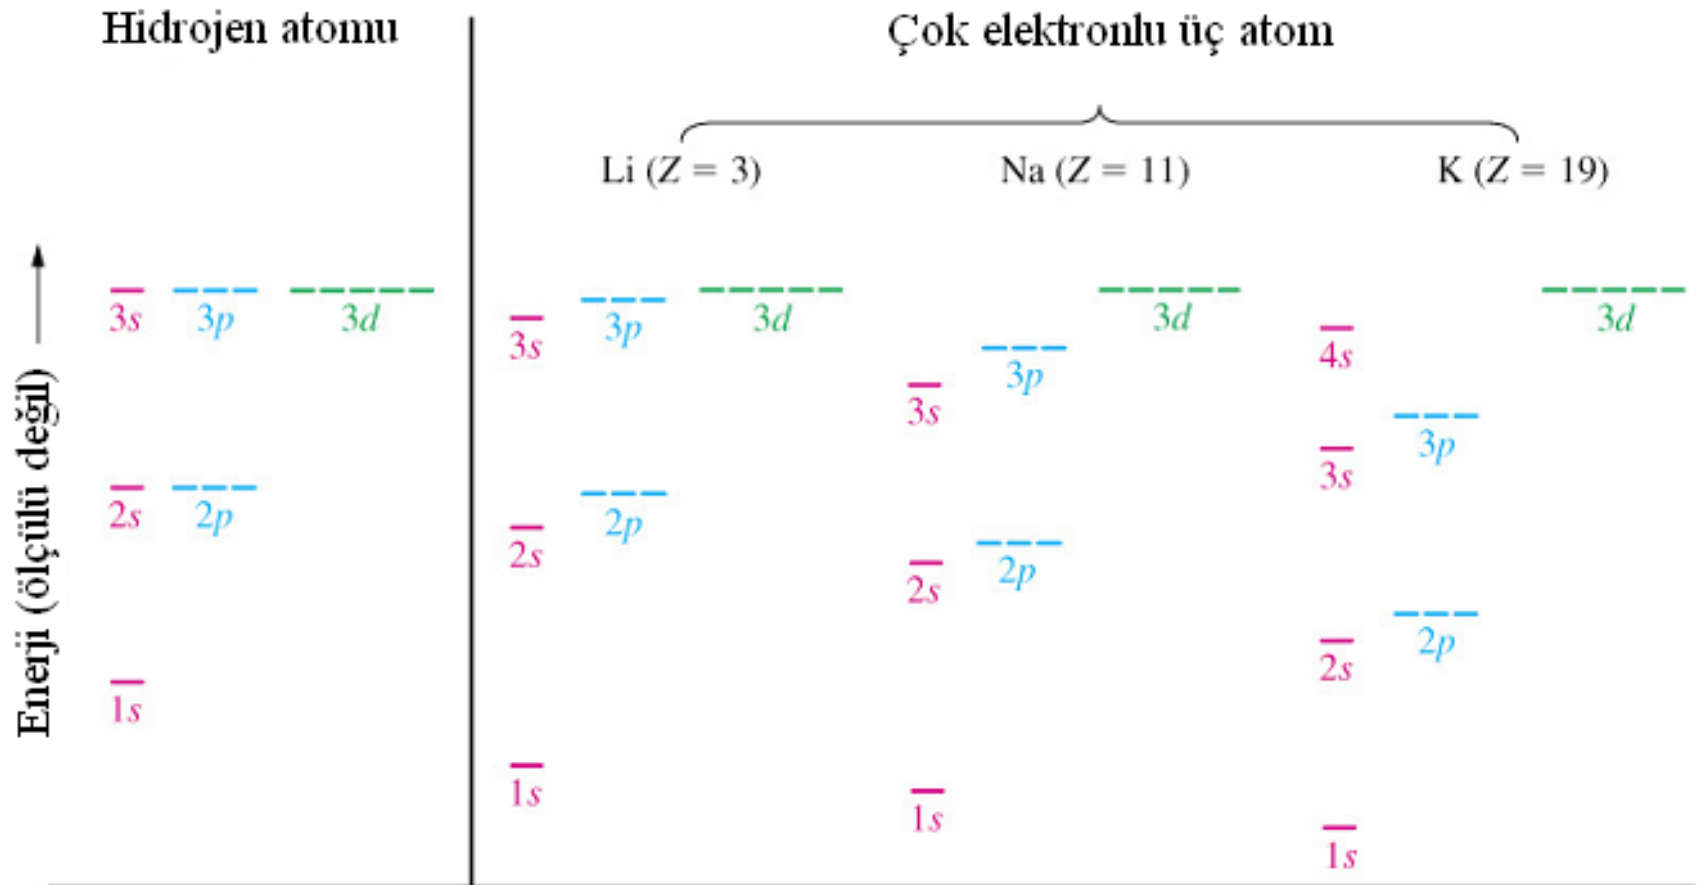 Hidrojen atomu
Çok elektronlu üç atom
Li (Z = 3)
Na (Z = 11)
K (Z = 19)
Enerji (ölçülü değil)
3s 3p 3d
2s 2p
1s
3s 3p 3d
2s 2p
1s
3s 3p 3d
2s 2p
1s
4s 3d
3s 3p
2s 2p
1s